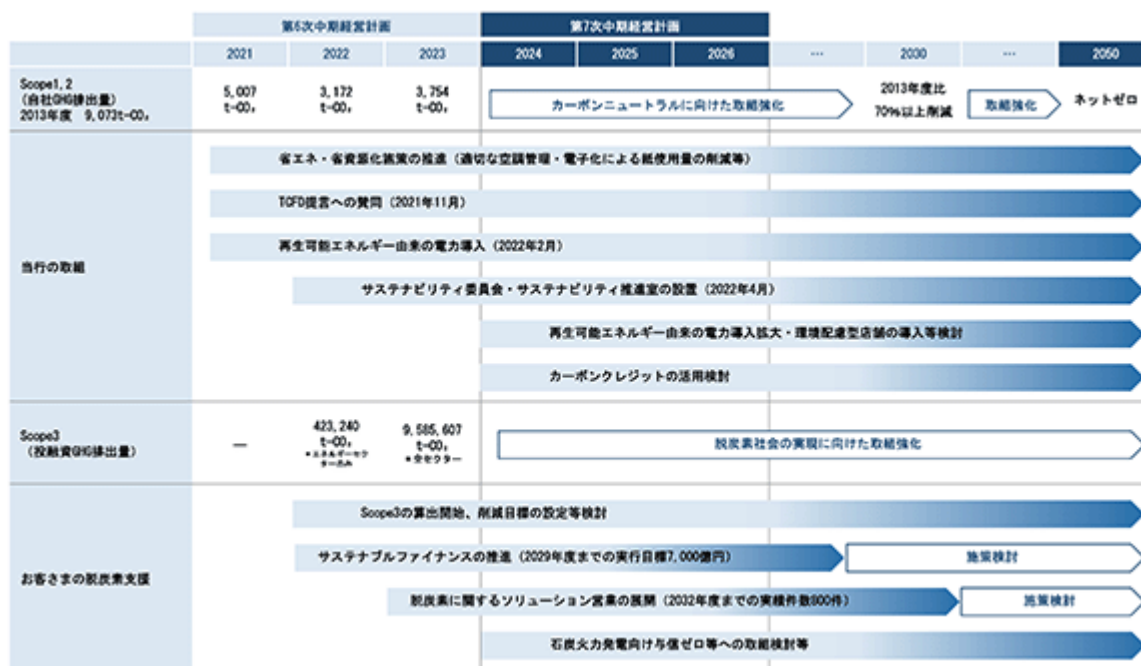 第6次中期経営計画
第7次中期経営計画
2021
2022
2023
2024
2025
2026
…
2030
…
2050
Scope1,2
(自社GHG排出量)
2013年度 9,073t-CO₂
5,007
t-CO₂
3,172
t-CO₂
3,754
t-CO₂
カーボンニュートラルに向けた取組強化
2013年度比
70%以上削減
取組強化
ネットゼロ
当行の取組
省エネ・省資源化施策の推進（適切な空調管理・電子化による紙使用量の削減等）
TCFD提言への賛同（2021年11月）
再生可能エネルギー由来の電力導入（2022年2月）
サステナビリティ委員会・サステナビリティ推進室の設置（2022年4月）
再生可能エネルギー由来の電力導入拡大・環境配慮型店舗の導入等検討
カーボンクレジットの活用検討
Scope3
(投融資GHG排出量)
―
423,240
t-CO₂
*エネルギーセク
ターのみ
9,585,607
t-CO₂
*全セクター
脱炭素社会の実現に向けた取組強化
お客さまの脱炭素支援
Scope3の算出開始、削減目標の設定等検討
サステナブルファイナンスの推進（2029年度までの実行目標7,000億円）
施策検討
脱炭素に関するソリューション営業の展開（2032年度までの実績件数800件）
施策検討
石炭火力発電向け与信ゼロ等への取組検討等